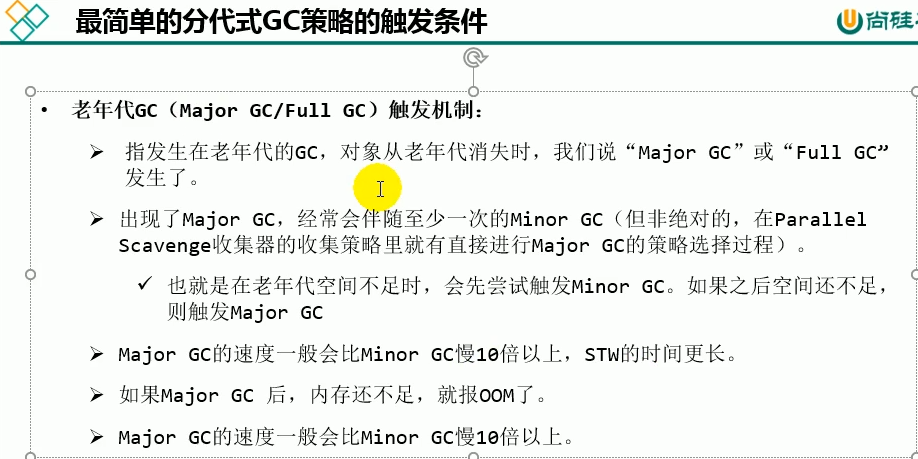 最简单的分代式GC策略的触发条件
尚硅
• 老年代GC（Major GC/Full GC）触发机制：
➢ 指发生在老年代的GC，对象从老年代消失时，我们说“Major GC”或“Full GC”
发生了。
➢ 出现了Major GC，经常会伴随至少一次的Minor GC（但非绝对的，在Parallel
Scavenge收集器的收集策略里就有直接进行Major GC的策略选择过程）。
✓ 也就是在老年代空间不足时，会先尝试触发Minor GC。如果之后空间还不足，
则触发Major GC
➢ Major GC的速度一般会比Minor GC慢10倍以上，STW的时间更长。
➢ 如果Major GC 后，内存还不足，就报OOM了。
➢ Major GC的速度一般会比Minor GC慢10倍以上。